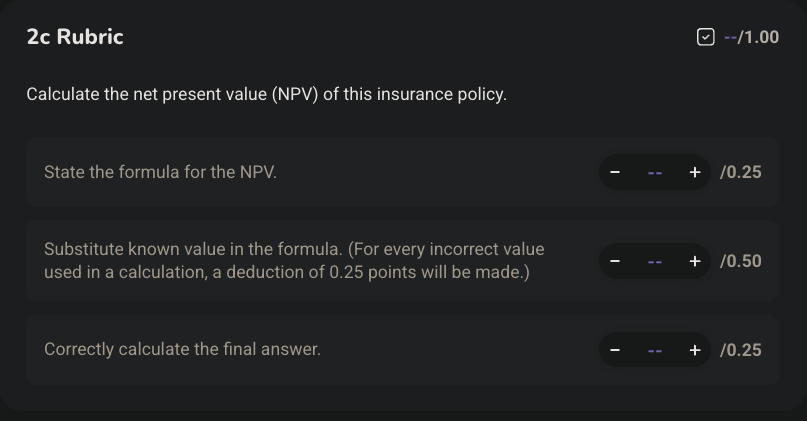 2c Rubric
--/1.00
Calculate the net present value (NPV) of this insurance policy.
State the formula for the NPV.
− -- + /0.25
Substitute known value in the formula. (For every incorrect value
used in a calculation, a deduction of 0.25 points will be made.)
− -- + /0.50
Correctly calculate the final answer.
− -- + /0.25